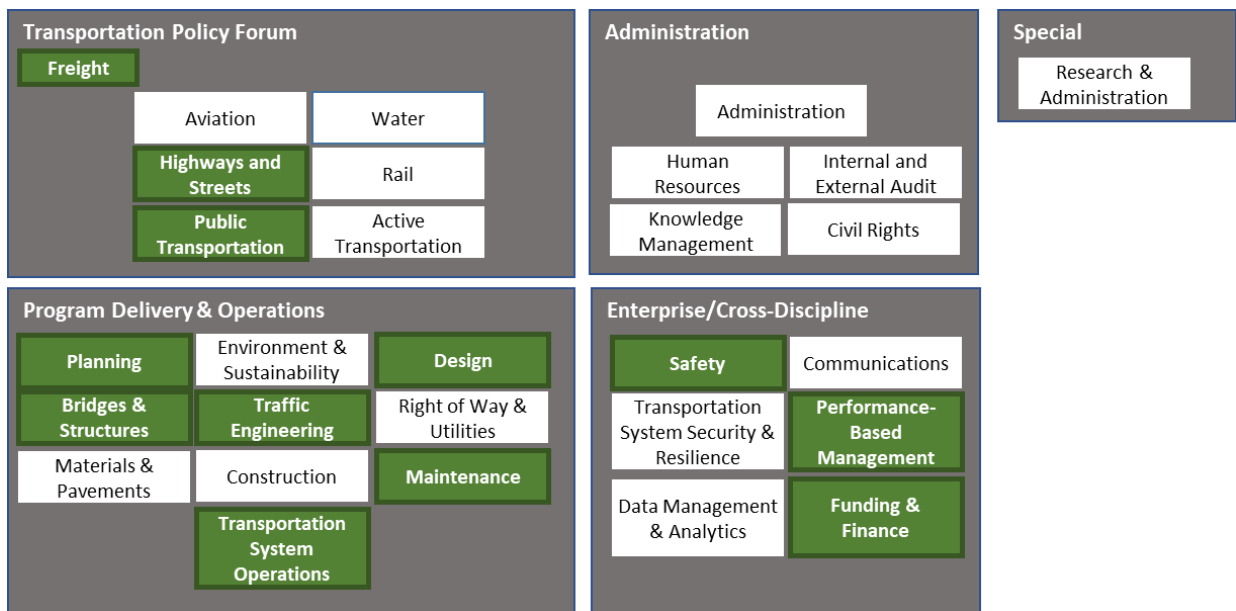 Transportation Policy Forum
Freight
Aviation
Water
Highways and
Streets
Rail
Public
Transportation
Active
Transportation
Administration
Administration
Human
Resources
Internal and
External Audit
Knowledge
Management
Civil Rights
Special
Research &
Administration
Program Delivery & Operations
Planning
Environment &
Sustainability
Design
Bridges &
Structures
Traffic
Engineering
Right of Way &
Utilities
Materials &
Pavements
Construction
Maintenance
Transportation
System
Operations
Enterprise/Cross-Discipline
Safety
Communications
Transportation
System Security &
Resilience
Performance-
Based
Management
Data Management
& Analytics
Funding &
Finance